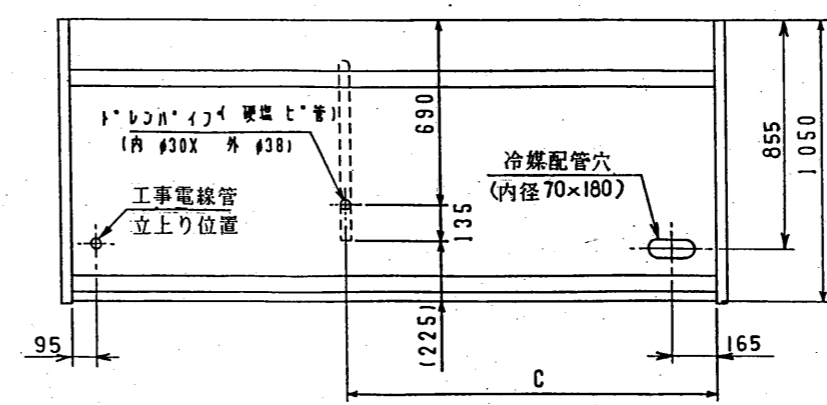 ドレンパイプ(硬塩ビ管)
(内 φ30X 外 φ38)
工事電線管
立上り位置
冷媒配管穴
(内径70×180)
690
135
(225)
855
1050
95
165
C